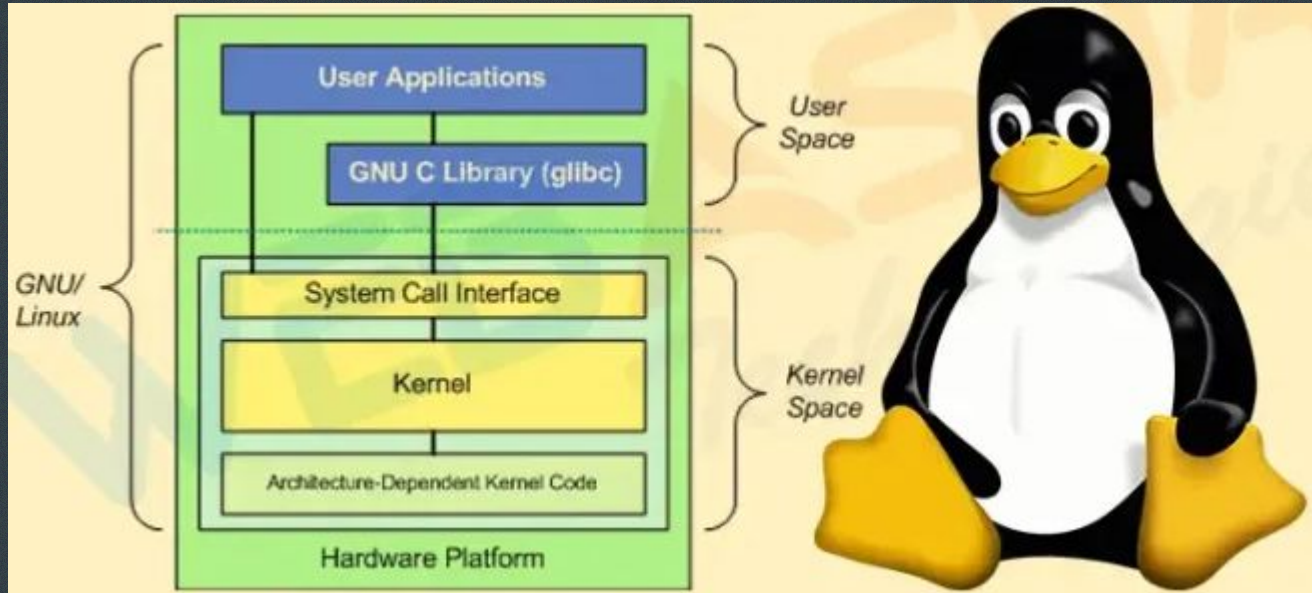 User Applications
GNU C Library (glibc)
User
Space
GNU/
Linux
System Call Interface
Kernel
Kernel
Space
Architecture-Dependent Kernel Code
Hardware Platform